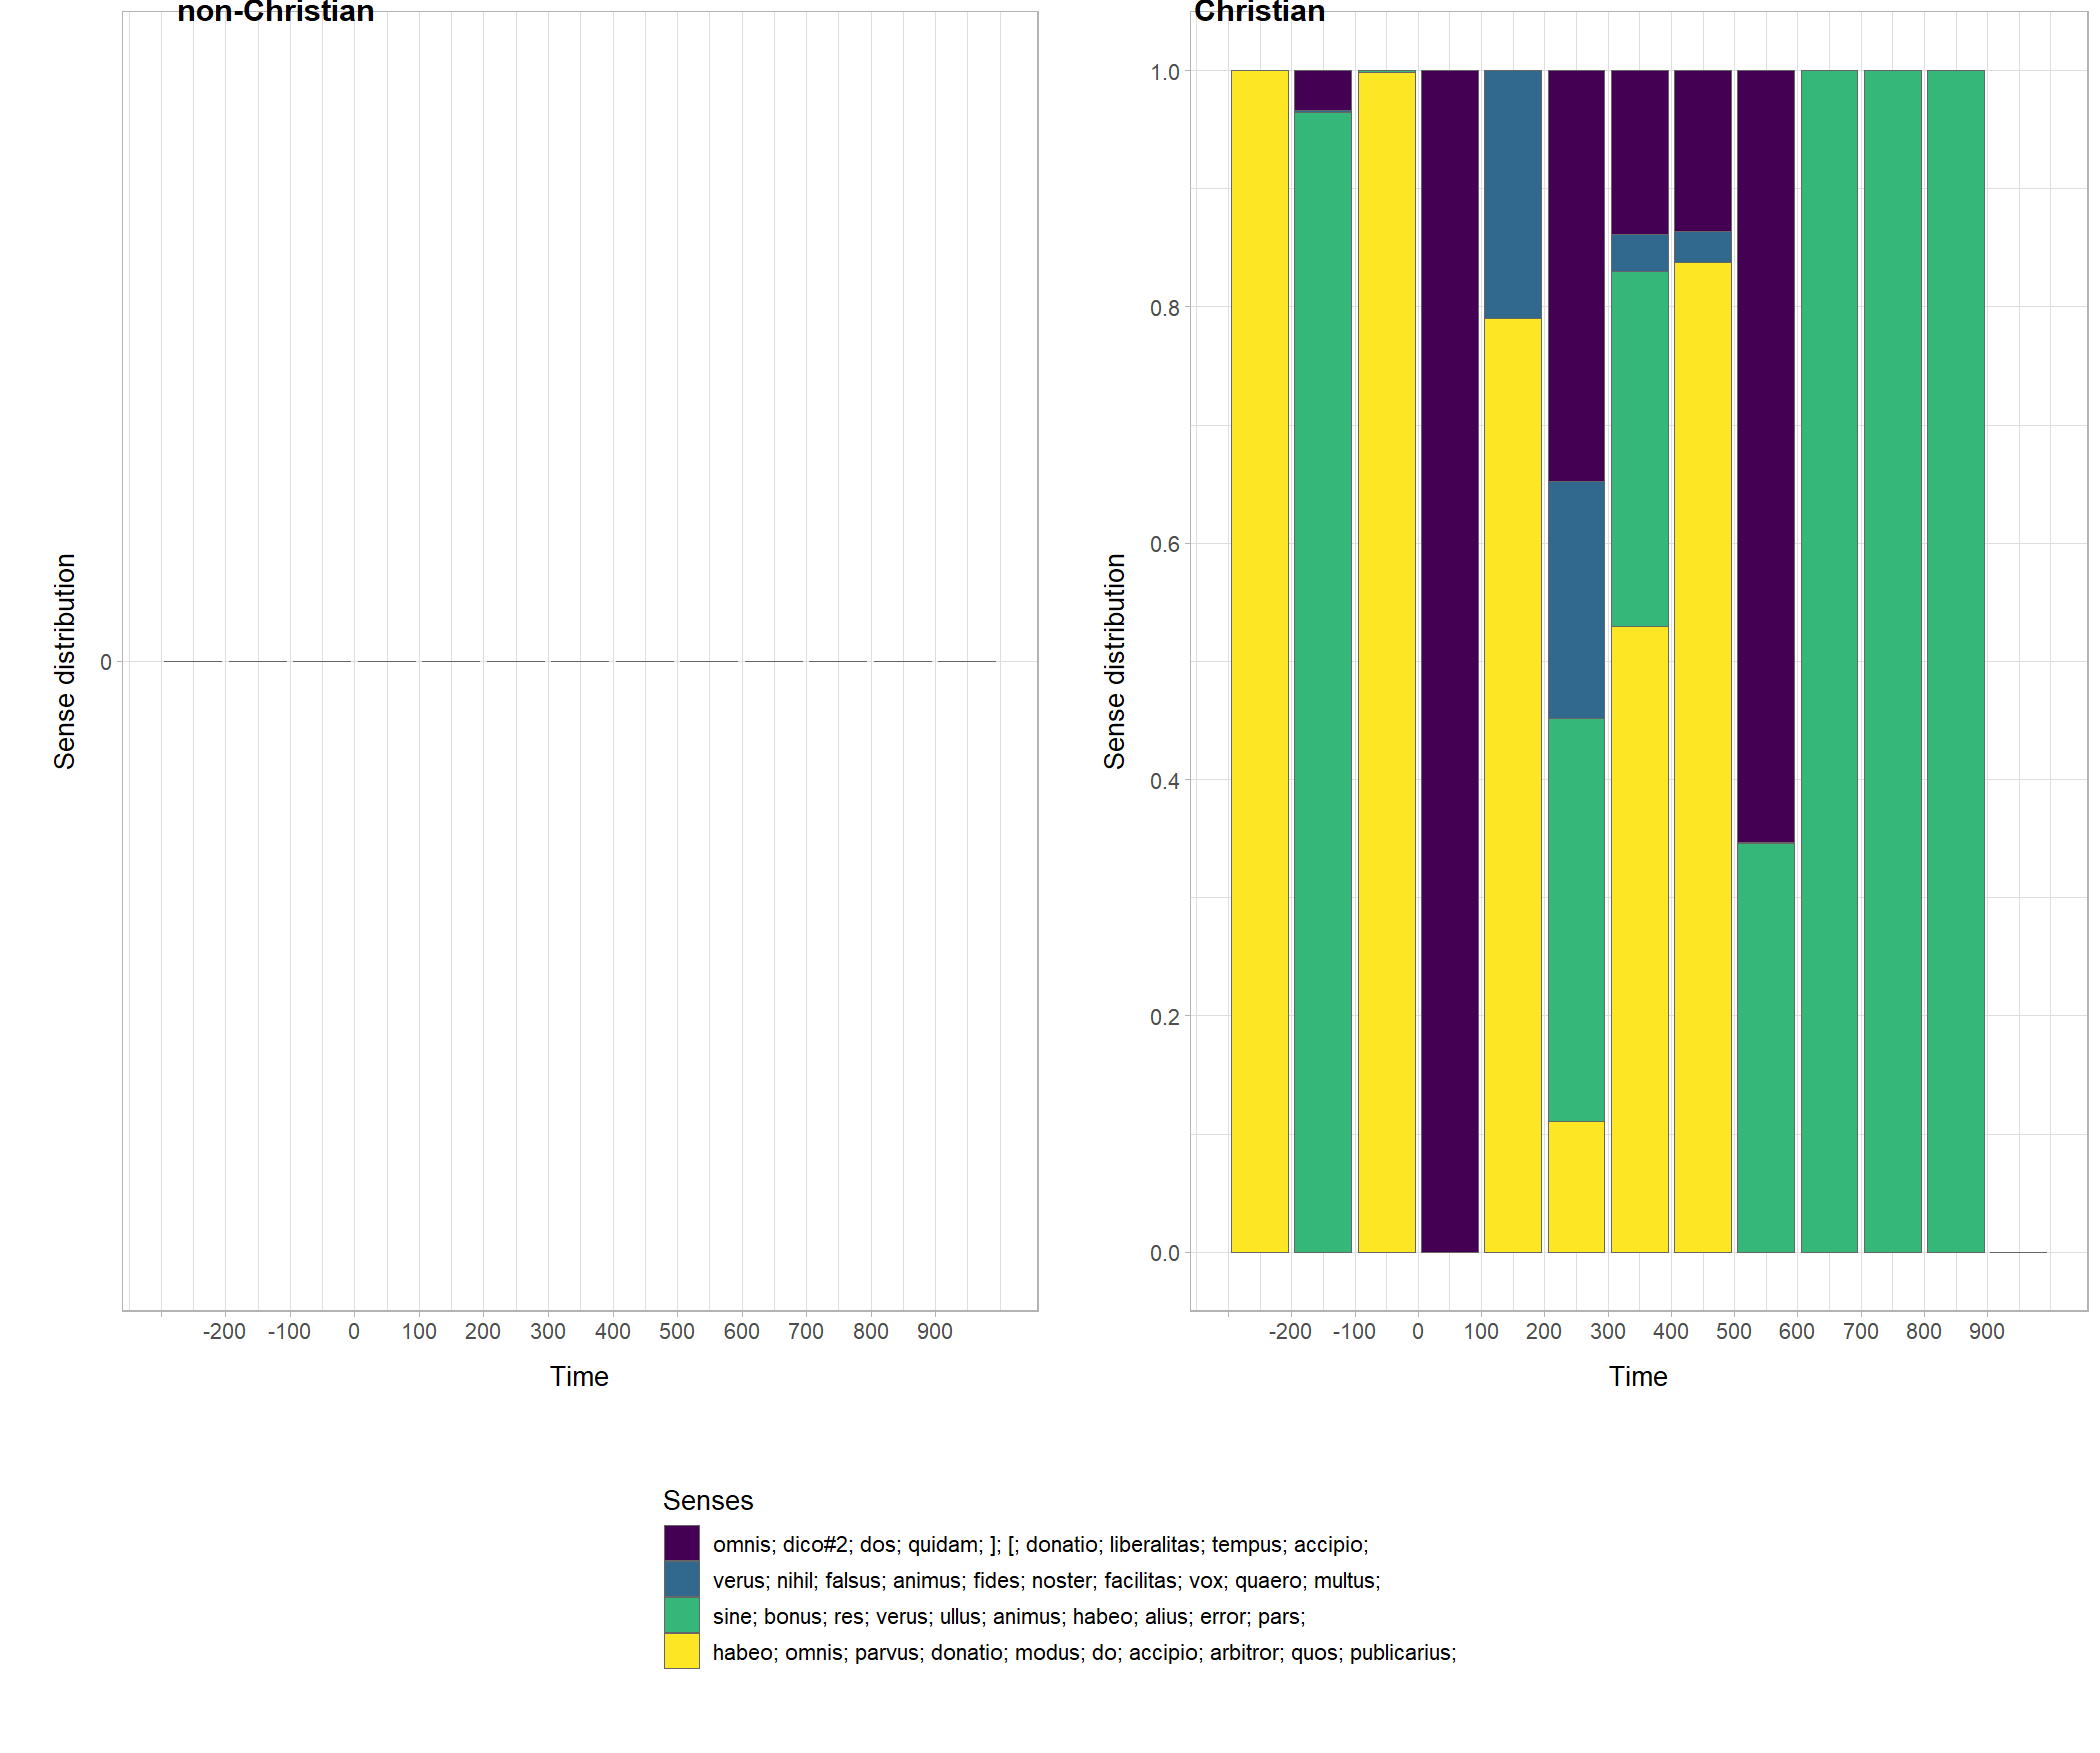 non-Christian
Christian
Sense distribution
0
-200 -100 0 100 200 300 400 500 600 700 800 900
Time
Sense distribution
1.0
0.8
0.6
0.4
0.2
0.0
-200 -100 0 100 200 300 400 500 600 700 800 900
Time
Senses
omnis; dico#2; dos; quidam; ]; [; donatio; liberalitas; tempus; accipio;
verus; nihil; falsus; animus; fides; noster; facilitas; vox; quaero; multus;
sine; bonus; res; verus; ullus; animus; habeo; alius; error; pars;
habeo; omnis; parvus; donatio; modus; do; accipio; arbitror; quos; publicarius;